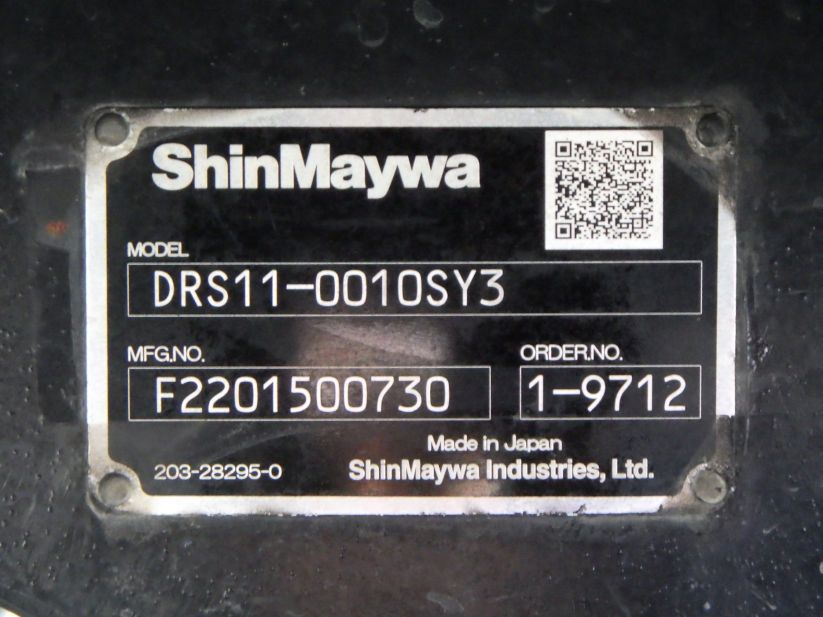 ShinMaywa
MODEL
DRS11-0010SY3
MFG.NO. ORDER.NO.
F2201500730 1-9712
Made in Japan
203-28295-0 ShinMaywa Industries, Ltd.